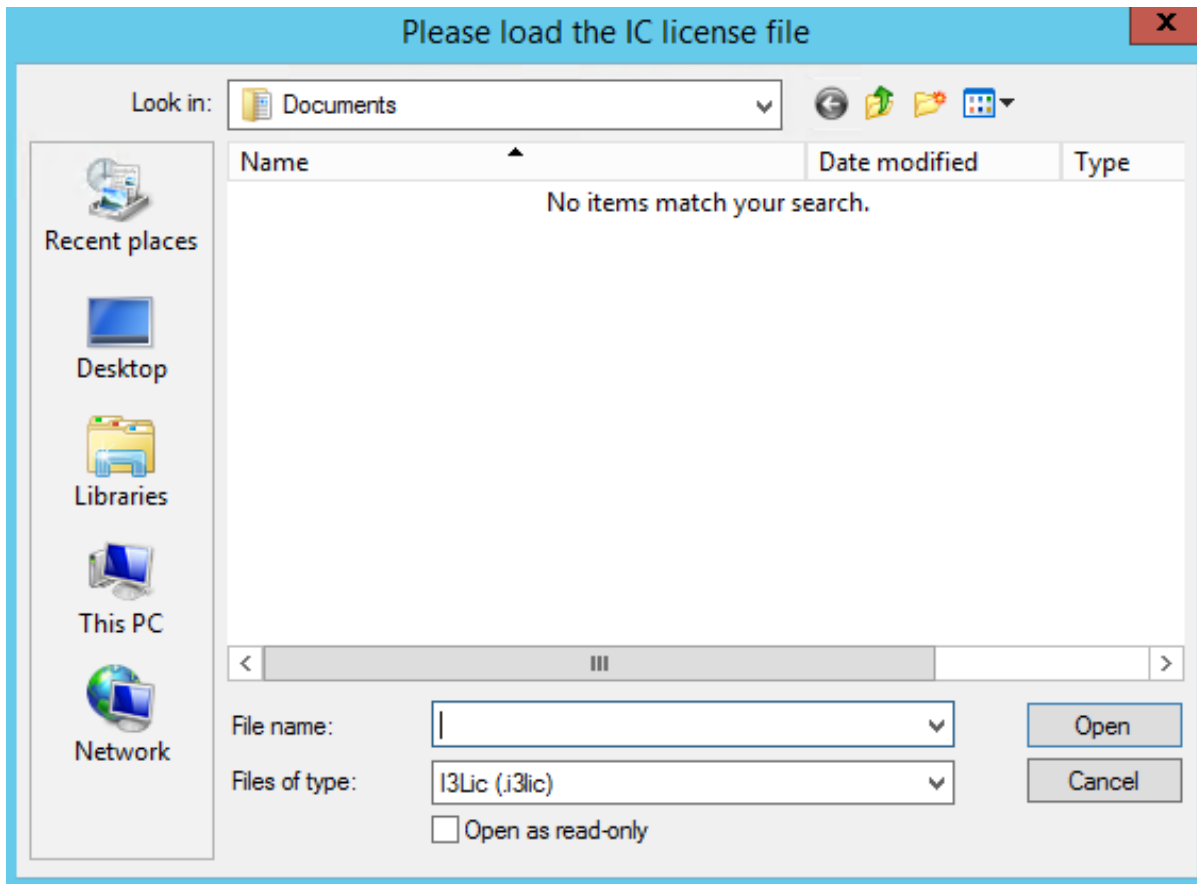 Please load the IC license file
x
Look in: Documents
Name Date modified Type
No items match your search.
Recent places
Desktop
Libraries
This PC
Network
File name: Open
Files of type: I3Lic (.i3lic) Cancel
Open as read-only